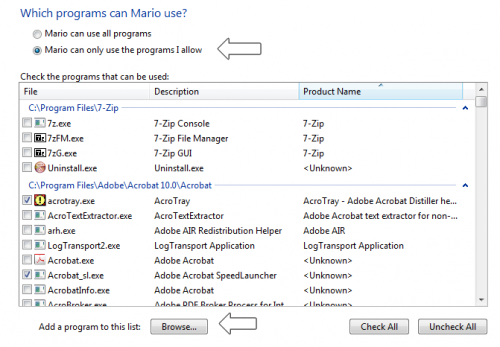 Which programs can Mario use?
Mario can use all programs
Mario can only use the programs I allow
Check the programs that can be used:
File Description Product Name
C:\Program Files\7-Zip
7z.exe 7-Zip Console 7-Zip
7zFM.exe 7-Zip File Manager 7-Zip
7zG.exe 7-Zip GUI 7-Zip
Uninstall.exe Uninstall.exe <Unknown>
C:\Program Files\Adobe\Acrobat 10.0\Acrobat
acrotray.exe AcroTray AcroTray - Adobe Acrobat Distiller he...
AcroTextExtractor.exe AcroTextExtractor Adobe Acrobat text extractor for non-...
arh.exe Adobe AIR Redistribution Helper Adobe AIR
LogTransport2.exe LogTransport Application LogTransport Application
Acrobat.exe Adobe Acrobat <Unknown>
Acrobat_sl.exe Adobe Acrobat SpeedLauncher <Unknown>
AcrobatInfo.exe Adobe Acrobat <Unknown>
AcroBroker.exe Adobe PDF Broker Process for Int... <Unknown>
Add a program to this list: Browse... Check All Uncheck All